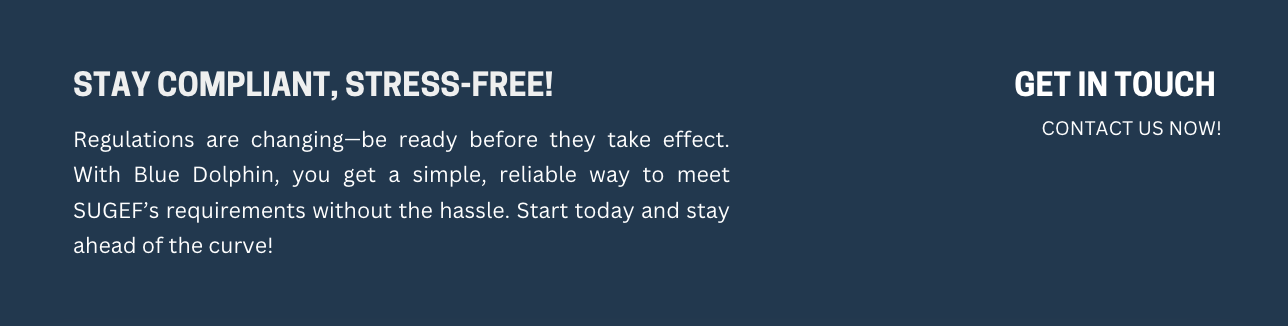 STAY COMPLIANT, STRESS-FREE!
Regulations are changing—be ready before they take effect.
With Blue Dolphin, you get a simple, reliable way to meet
SUGEF’s requirements without the hassle. Start today and stay
ahead of the curve!
GET IN TOUCH
CONTACT US NOW!